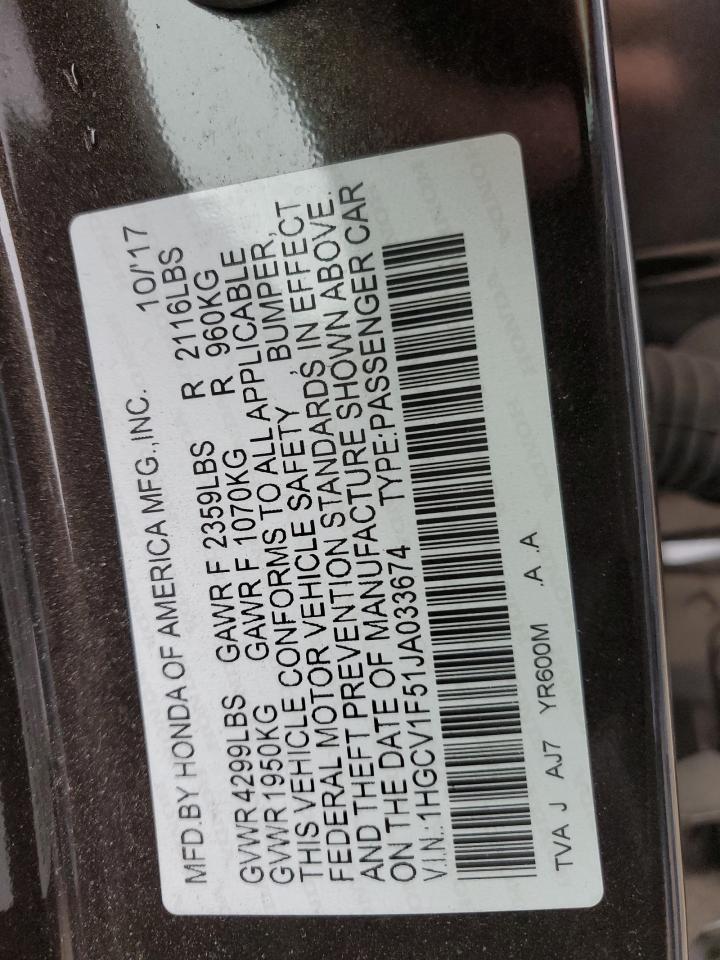 MFD.BY HONDA OF AMERICA MFG.,INC. 10/'17
GVWR 4299LBS GAWR F 2359LBS R 2116LBS
GVWR 1950KG GAWR F 1070KG R 960KG
THIS VEHICLE CONFORMS TO ALL APPLICABLE
FEDERAL MOTOR VEHICLE SAFETY , BUMPER,
AND THEFT PREVENTION STANDARDS, IN EFFECT
ON THE DATE OF MANUFACTURE SHOWN ABOVE.
V.I.N.:1HGCV1F51JA033674 TYPE:PASSENGER CAR
TVA J AJ7 YR600M .A .A